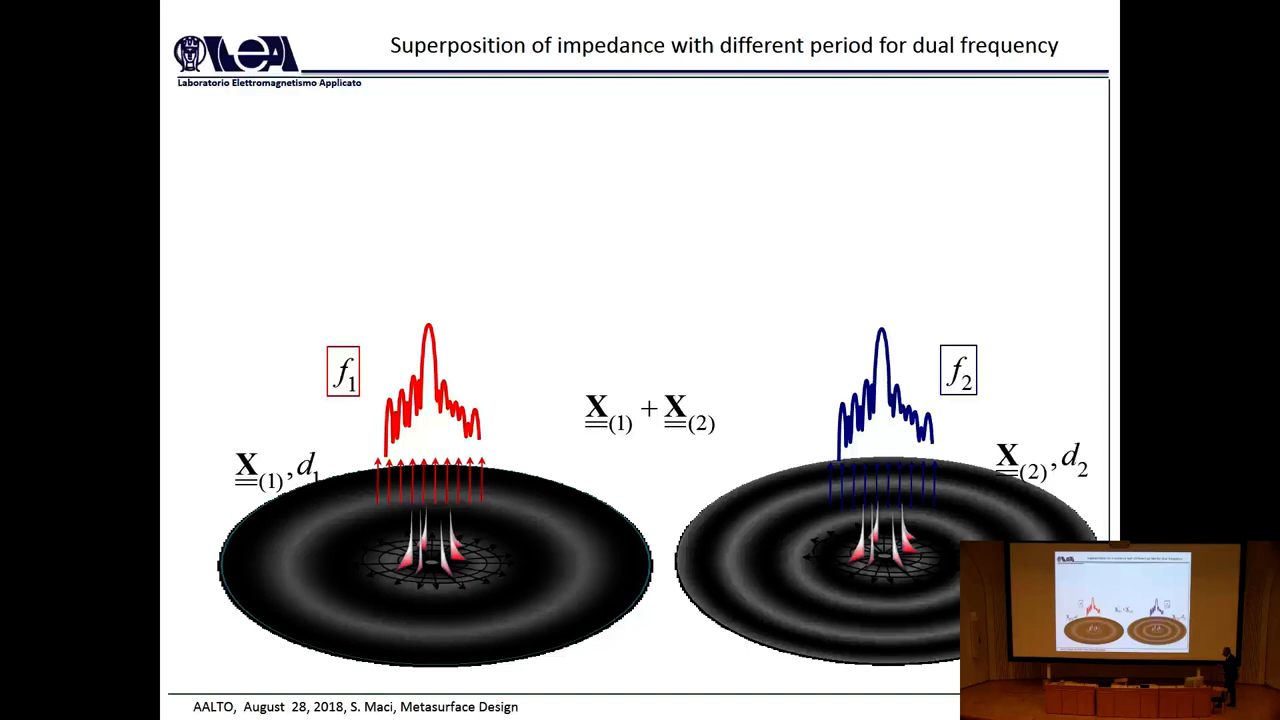 Superposition of impedance with different period for dual frequency
LEA
Laboratorio Elettromagnetismo Applicato
f1
f2
X(1) + X(2)
X(1), d1
X(2), d2
AALTO, August 28, 2018, S. Maci, Metasurface Design